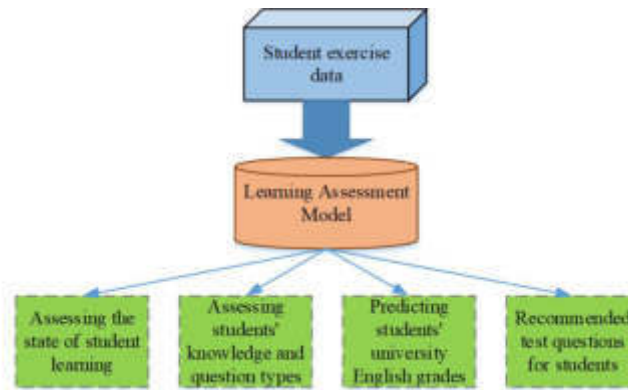 Student exercise
data
Learning Assessment
Model
Assessing the
state of student
learning
Assessing
students'
knowledge and
question types
Predicting
students'
university
English grades
Recommended
test questions
for students